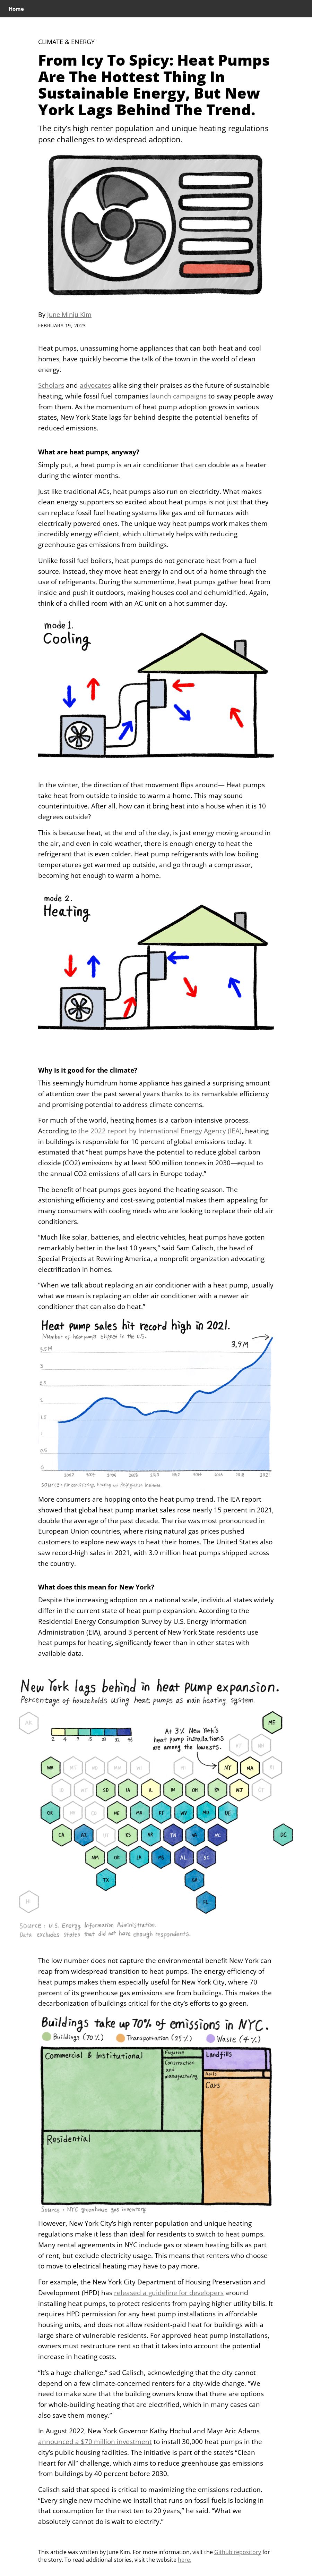 Home
CLIMATE & ENERGY
From Icy To Spicy: Heat Pumps
Are The Hottest Thing In
Sustainable Energy, But New
York Lags Behind The Trend.
The city's high renter population and unique heating regulations
pose challenges to widespread adoption.
By June Minju Kim
FEBRUARY 19, 2023
Heat pumps, unassuming home appliances that can both heat and cool
homes, have quickly become the talk of the town in the world of clean
energy.
Scholars and advocates alike sing their praises as the future of sustainable
heating, while fossil fuel companies launch campaigns to sway people away
from them. As the momentum of heat pump adoption grows in various
states, New York State lags far behind despite the potential benefits of
reduced emissions.
What are heat pumps, anyway?
Simply put, a heat pump is an air conditioner that can double as a heater
during the winter months.
Just like traditional ACs, heat pumps also run on electricity. What makes
clean energy supporters so excited about heat pumps is not just that they
can replace fossil fuel heating systems like gas and oil furnaces with
electrically powered ones. The unique way heat pumps work makes them
incredibly energy efficient, which ultimately helps with reducing
greenhouse gas emissions from buildings.
Unlike fossil fuel boilers, heat pumps do not generate heat from a fuel
source. Instead, they move heat energy in and out of a home through the
use of refrigerants. During the summertime, heat pumps gather heat from
inside and push it outdoors, making houses cool and dehumidified. Again,
think of a chilled room with an AC unit on a hot summer day.
mode 1.
Cooling
In the winter, the direction of that movement flips around— Heat pumps
take heat from outside to inside to warm a home. This may sound
counterintuitive. After all, how can it bring heat into a house when it is 10
degrees outside?
This is because heat, at the end of the day, is just energy moving around in
the air, and even in cold weather, there is enough energy to heat the
refrigerant that is even colder. Heat pump refrigerants with low boiling
temperatures get warmed up outside, and go through a compressor,
becoming hot enough to warm a home.
mode 2.
Heating
Why is it good for the climate?
This seemingly humdrum home appliance has gained a surprising amount
of attention over the past several years thanks to its remarkable efficiency
and promising potential to address climate concerns.
For much of the world, heating homes is a carbon-intensive process.
According to the 2022 report by International Energy Agency (IEA), heating
in buildings is responsible for 10 percent of global emissions today. It
estimated that "heat pumps have the potential to reduce global carbon
dioxide (CO2) emissions by at least 500 million tonnes in 2030—equal to
the annual CO2 emissions of all cars in Europe today."
The benefit of heat pumps goes beyond the heating season. The
astonishing efficiency and cost-saving potential makes them appealing for
many consumers with cooling needs who are looking to replace their old air
conditioners.
"Much like solar, batteries, and electric vehicles, heat pumps have gotten
remarkably better in the last 10 years," said Sam Calisch, the head of
Special Projects at Rewiring America, a nonprofit organization advocating
electrification in homes.
"When we talk about replacing an air conditioner with a heat pump, usually
what we mean is replacing an older air conditioner with a newer air
conditioner that can also do heat."
Heat pump sales hit record high in 2021.
Number of heat pumps shipped in the U.S.
3.9M
2021
More consumers are hopping onto the heat pump trend. The IEA report
showed that global heat pump market sales rose nearly 15 percent in 2021,
double the average of the past decade. The rise was most pronounced in
European Union countries, where rising natural gas prices pushed
customers to explore new ways to heat their homes. The United States also
saw record-high sales in 2021, with 3.9 million heat pumps shipped across
the country.
What does this mean for New York?
Despite the increasing adoption on a national scale, individual states widely
differ in the current state of heat pump expansion. According to the
Residential Energy Consumption Survey by U.S. Energy Information
Administration (EIA), around 3 percent of New York State residents use
heat pumps for heating, significantly fewer than in other states with
available data.
New York lags behind in heat pump expansion.
Percentage of households using heat pumps as main heating system.
At 3% New York's
heat pump installations
are among the lowests.
ME
WA
NY MA
SD IA IL IN OH PA NJ
OR NE MO KY WV MD DE
CA AZ KS AR TN VA NC DC
NM OK LA MS AL SC
TX GA
FL
Source: U.S. Energy Information Administration
Data excludes states that did not have enough respondents.
The low number does not capture the environmental benefit New York can
reap from widespread transition to heat pumps. The energy efficiency of
heat pumps makes them especially useful for New York City, where 70
percent of its greenhouse gas emissions are from buildings. This makes the
decarbonization of buildings critical for the city's efforts to go green.
Buildings take up 70% of emissions in NYC.
Buildings (70%) Transportation (25%) Waste (4%)
Commercial & Institutional
Fugitive
Construction and manufacturing
Landfills
Cars
Residential
Source: NYC greenhouse gas inventory
However, New York City's high renter population and unique heating
regulations make it less than ideal for residents to switch to heat pumps.
Many rental agreements in NYC include gas or steam heating bills as part
of rent, but exclude electricity usage. This means that renters who choose
to move to electrical heating may have to pay more.
For example, the New York City Department of Housing Preservation and
Development (HPD) has released a guideline for developers around
installing heat pumps, to protect residents from paying higher utility bills. It
requires HPD permission for any heat pump installations in affordable
housing units, and does not allow resident-paid heat for buildings with a
large share of vulnerable residents. For approved heat pump installations,
owners must restructure rent so that it takes into account the potential
increase in heating costs.
"It's a huge challenge." sad Calisch, acknowledging that the city cannot
depend on a few climate-concerned renters for a city-wide change. "We
need to make sure that the building owners know that there are options
for whole-building heating that are electrified, which in many cases can
also save them money."
In August 2022, New York Governor Kathy Hochul and Mayr Aric Adams
announced a $70 million investment to install 30,000 heat pumps in the
city's public housing facilities. The initiative is part of the state's "Clean
Heart for All" challenge, which aims to reduce greenhouse gas emissions
from buildings by 40 percent before 2030.
Calisch said that speed is critical to maximizing the emissions reduction.
"Every single new machine we install that runs on fossil fuels is locking in
that consumption for the next ten to 20 years," he said. "What we
absolutely cannot do is wait to electrify."
This article was written by June Kim. For more information, visit the Github repository for
the story. To read additional stories, visit the website here.